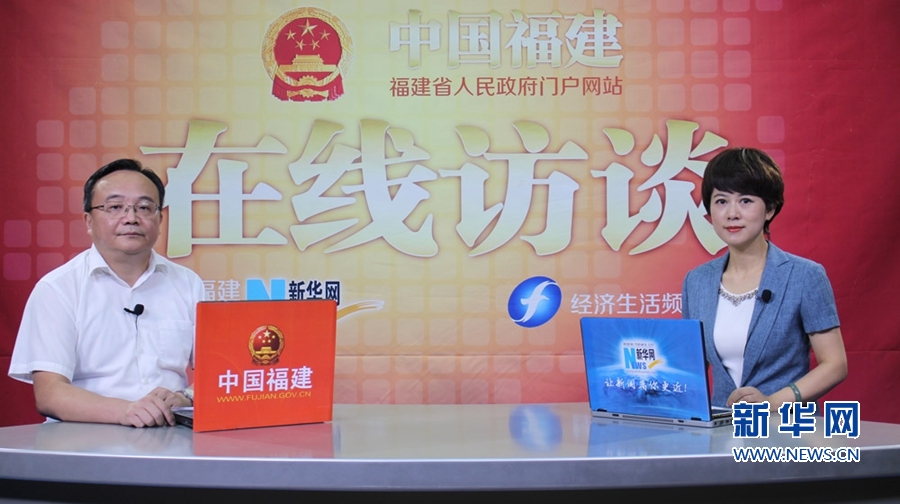 中国福建
福建省人民政府门户网站
在线访谈
福建
新华网
经济生活频
中国福建
WWW.FUJIAN.GOV.CN
新华网
NEWS
让新闻离你更近!
新华网
WWW.NEWS.CN